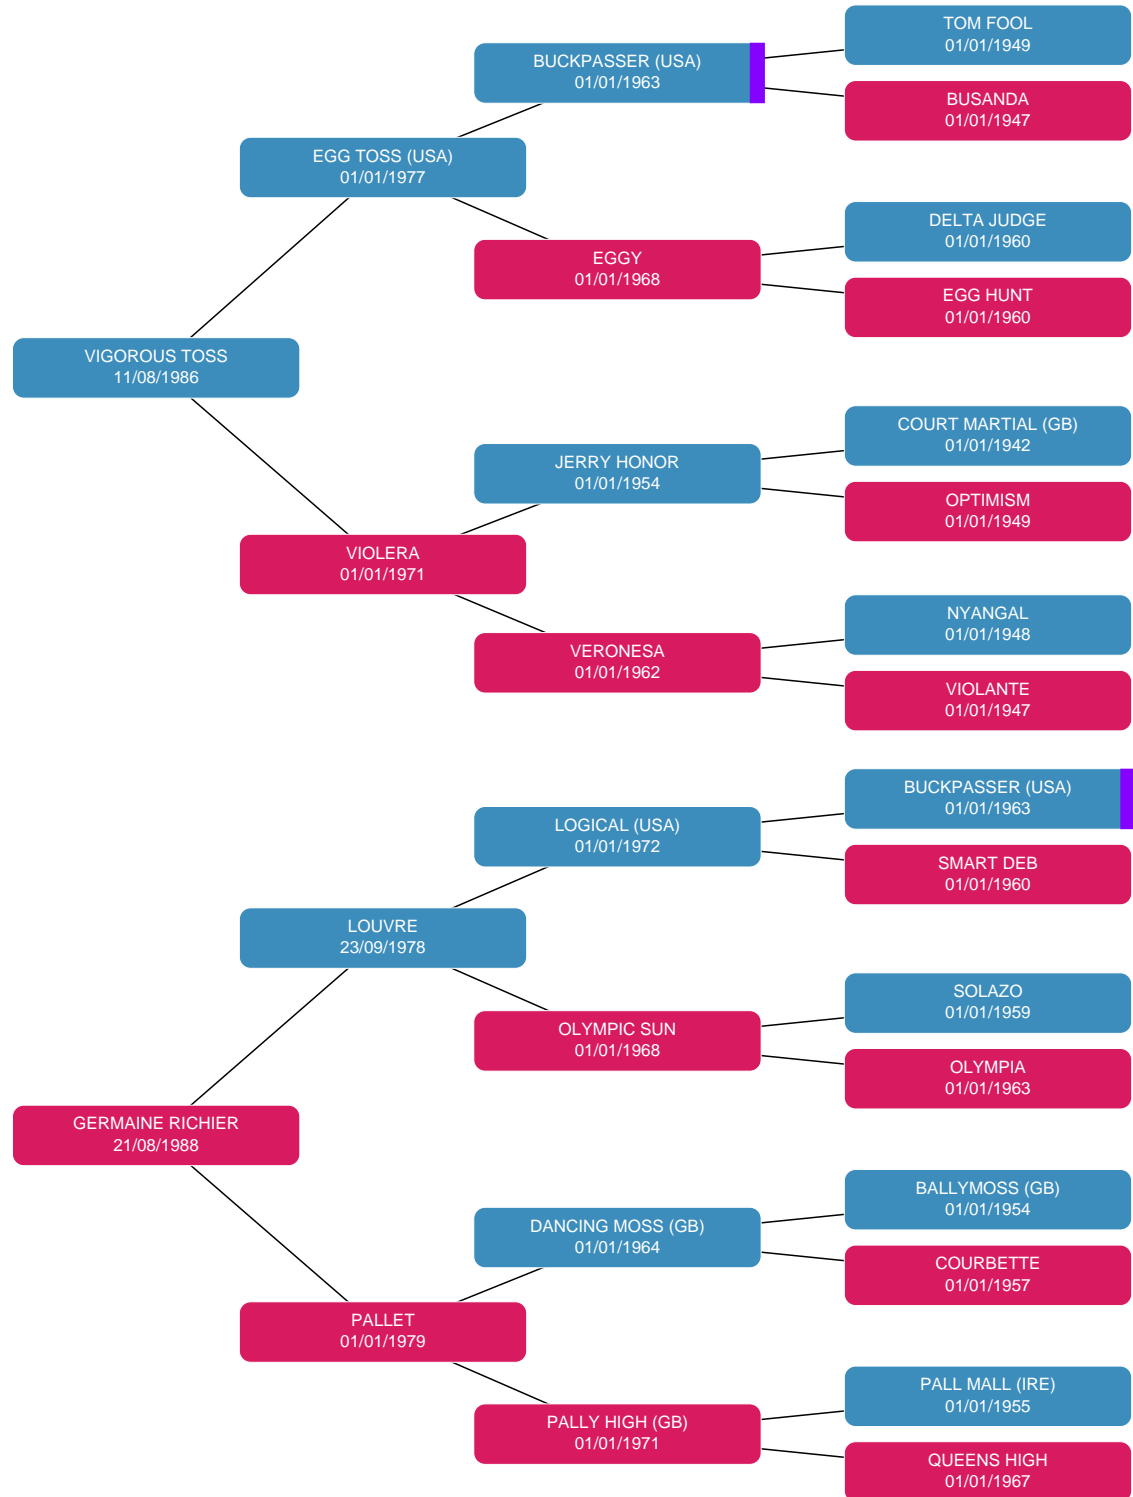 TOM FOOL
01/01/1949
BUCKPASSER (USA)
01/01/1963
BUSANDA
01/01/1947
EGG TOSS (USA)
01/01/1977
DELTA JUDGE
01/01/1960
EGGY
01/01/1968
EGG HUNT
01/01/1960
VIGOROUS TOSS
11/08/1986
COURT MARTIAL (GB)
01/01/1942
JERRY HONOR
01/01/1954
OPTIMISM
01/01/1949
VIOLERA
01/01/1971
NYANGAL
01/01/1948
VERONESA
01/01/1962
VIOLANTE
01/01/1947
BUCKPASSER (USA)
01/01/1963
LOGICAL (USA)
01/01/1972
SMART DEB
01/01/1960
LOUVRE
23/09/1978
SOLAZO
01/01/1959
OLYMPIC SUN
01/01/1968
OLYMPIA
01/01/1963
GERMAINE RICHIER
21/08/1988
BALLYMOSS (GB)
01/01/1954
DANCING MOSS (GB)
01/01/1964
COURBETTE
01/01/1957
PALLET
01/01/1979
PALL MALL (IRE)
01/01/1955
PALLY HIGH (GB)
01/01/1971
QUEENS HIGH
01/01/1967